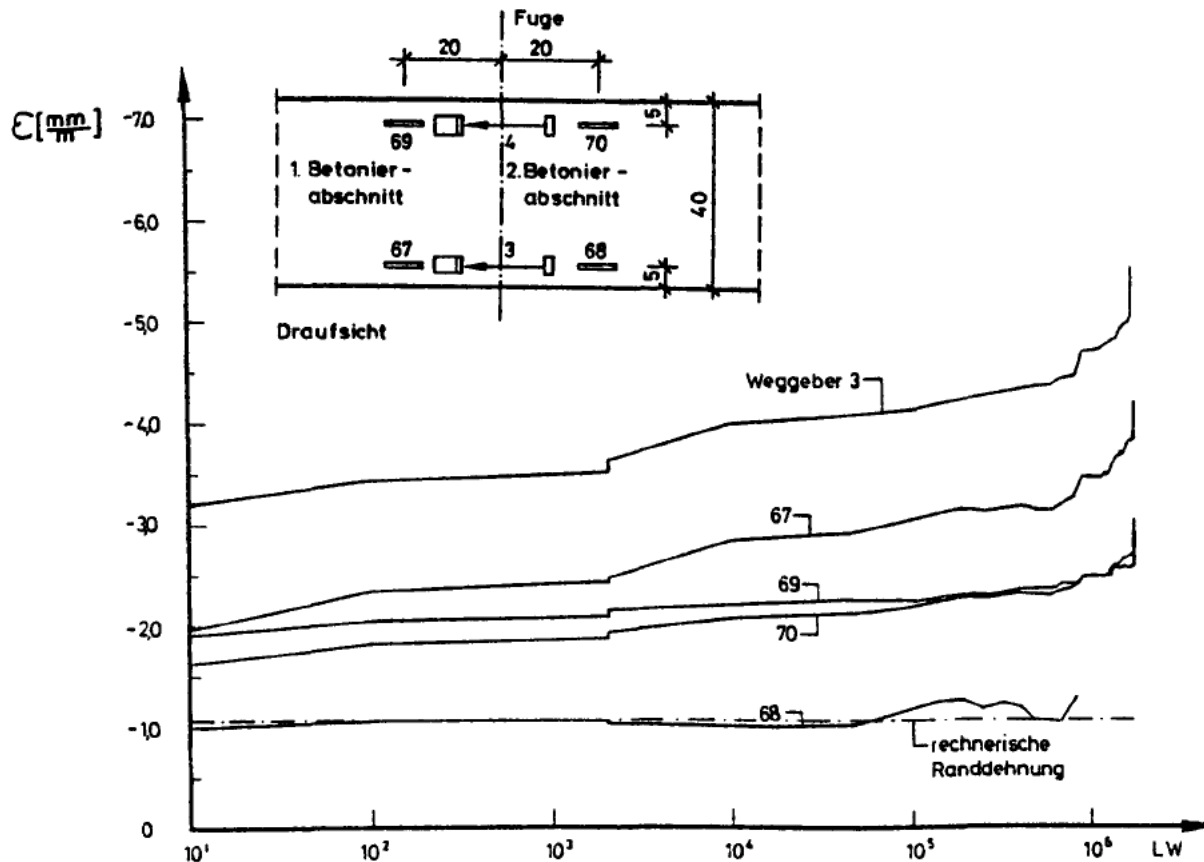 Fuge
20 20
ε[mm/m]
-7,0
5
69 4 70
1. Betonier- 2. Betonier-
abschnitt abschnitt
40
-6,0
67 3 68
5
-5,0
Draufsicht
Weggeber 3
-4,0
67
-3,0
69
-2,0
70
68
-1,0
rechnerische
Randdehnung
0
10¹ 10² 10³ 10⁴ 10⁵ 10⁶ LW